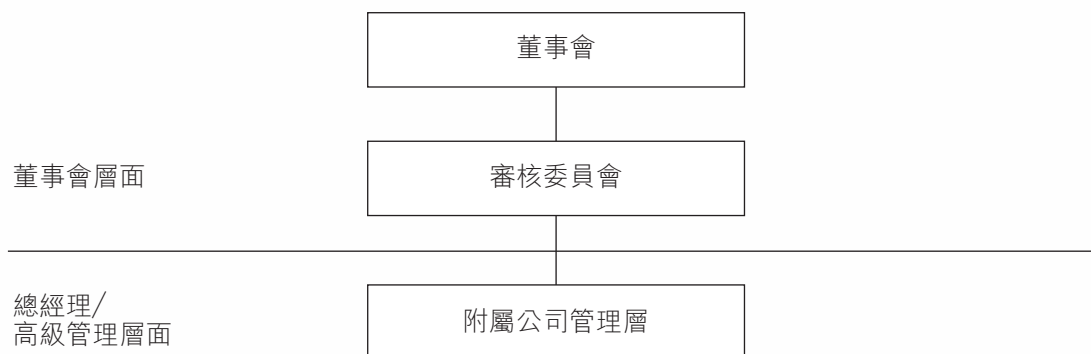 董事會
董事會層面
審核委員會
總經理/
高級管理層面
附屬公司管理層